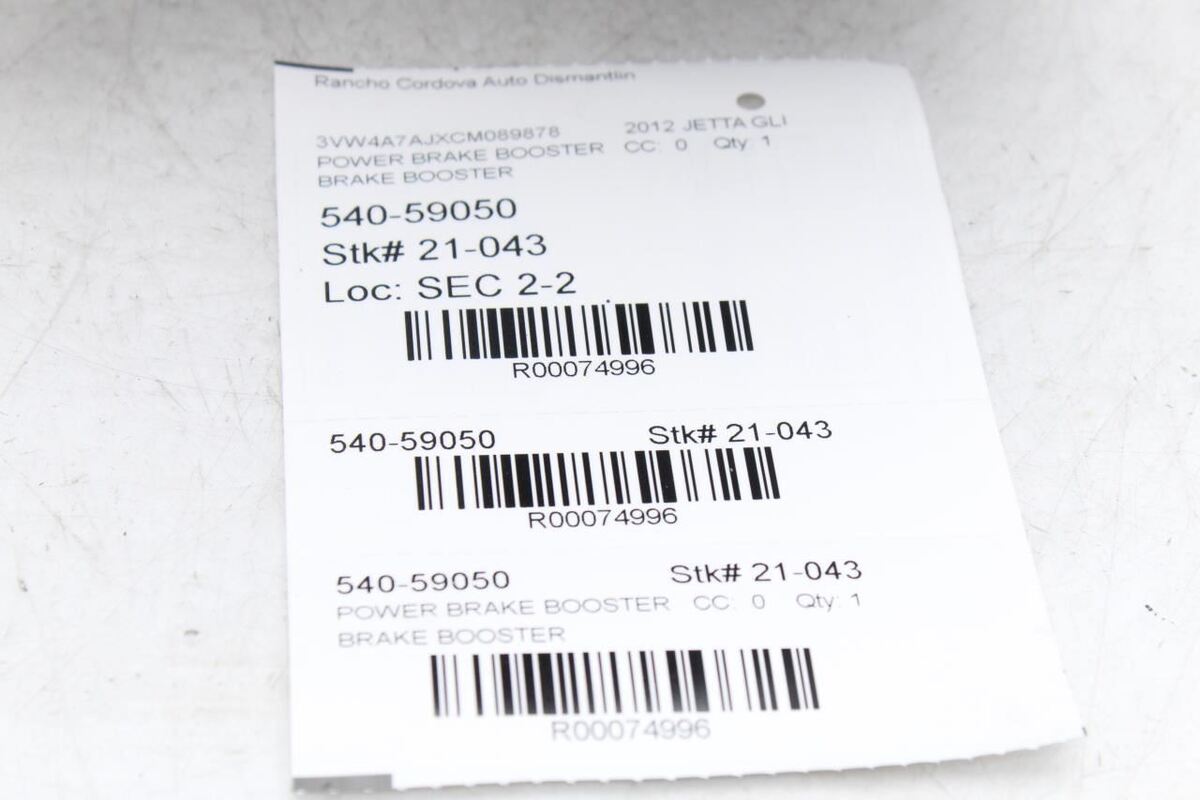 Rancho Cordova Auto Dismantlin
3VW4A7AJXCM089878 2012 JETTA GLI
POWER BRAKE BOOSTER CC: 0 Qty: 1
BRAKE BOOSTER
540-59050
Stk# 21-043
Loc: SEC 2-2
R00074996
540-59050 Stk# 21-043
R00074996
540-59050 Stk# 21-043
POWER BRAKE BOOSTER CC: 0 Qty: 1
BRAKE BOOSTER
R00074996